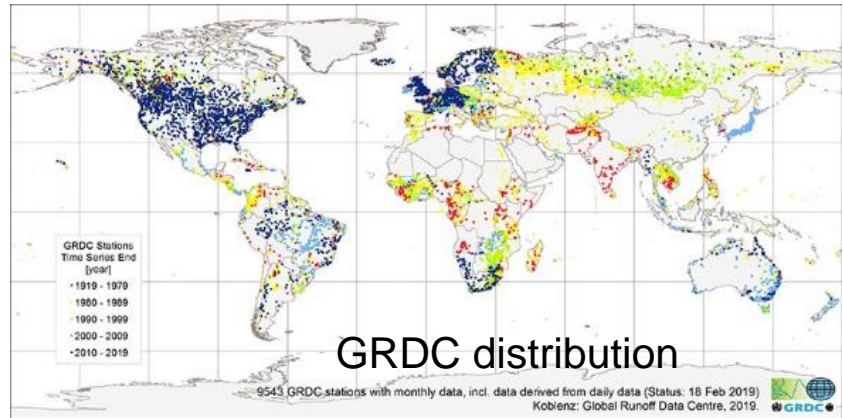 GRDC Stations
Time Series End
[year]
1919 - 1979
1980 - 1989
1990 - 1999
2000 - 2009
2010 - 2019
GRDC distribution
9543 GRDC stations with monthly data, incl. data derived from daily data (Status: 18 Feb 2019)
Koblenz: Global Runoff Data Centre, 2019.
GRDC